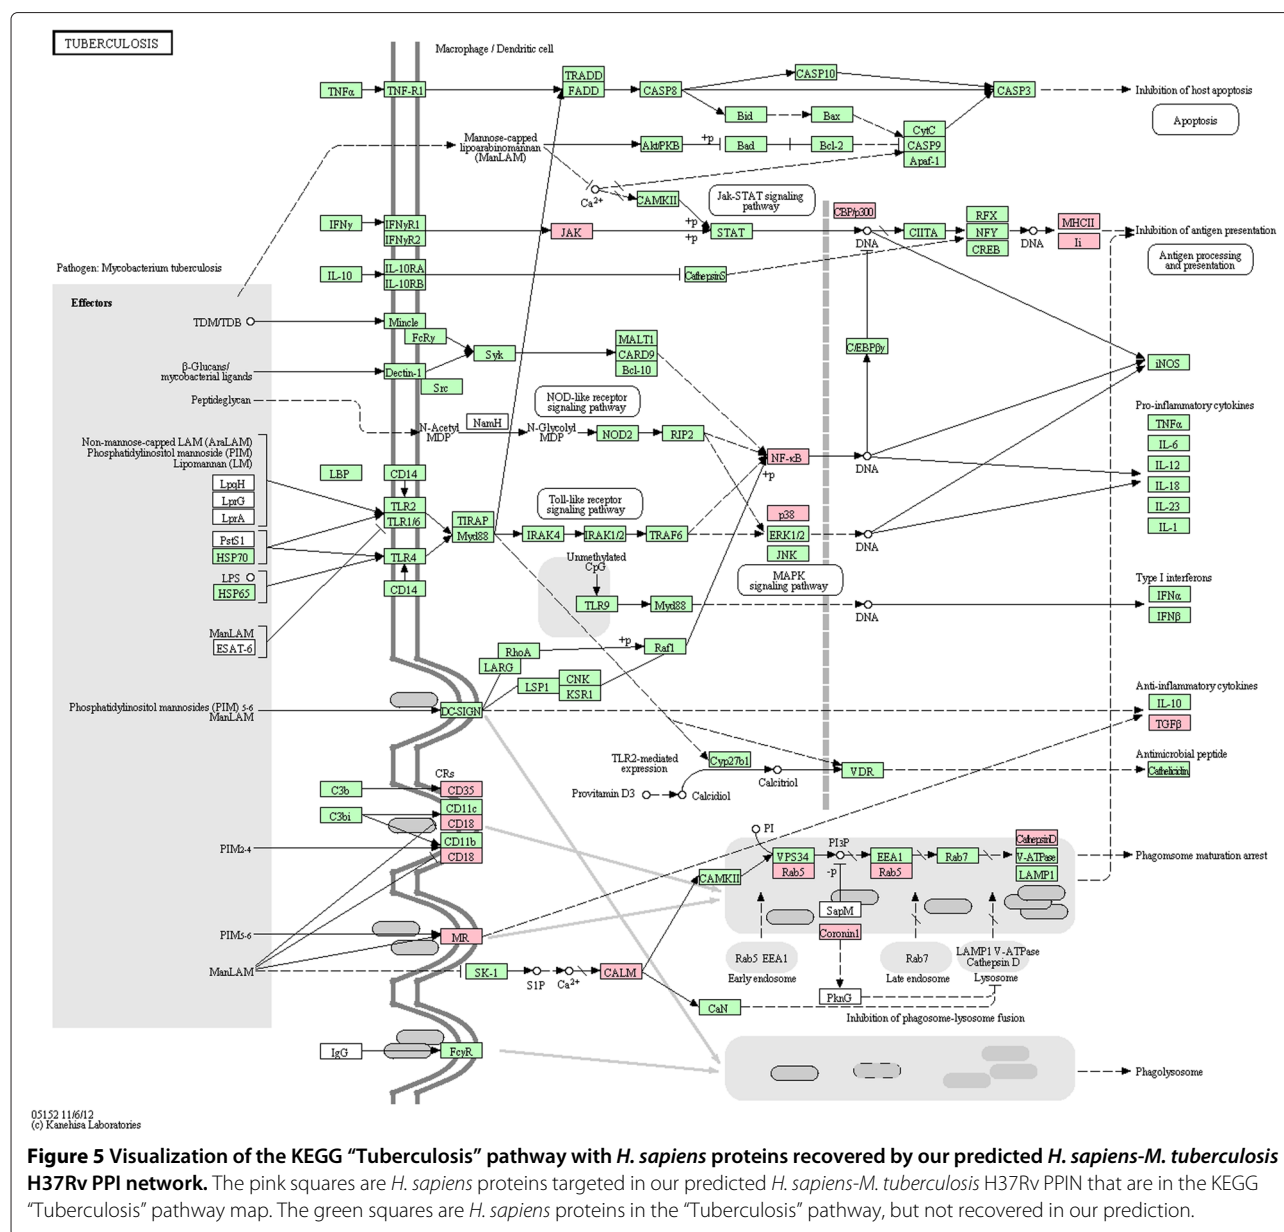 TUBERCULOSIS
Macrophage / Dendritic cell
TNFα
TNF-R1
TRADD
FADD
CASP8
CASP10
CASP3
Inhibition of host apoptosis
Apoptosis
Bid
Bax
CytC
CASP9
Apaf-1
Mannose-capped
lipoarabinomannan
(ManLAM)
Akt/PKB
+p
Bad
Bcl-2
Ca2+
CAMKII
+p
+p
Jak-STAT signaling
pathway
IFNγ
IFNγR1
IFNγR2
JAK
STAT
CBP/p300
DNA
CIITA
RFX
NFY
CREB
DNA
MHCII
Ii
Inhibition of antigen presentation
Antigen processing
and presentation
IL-10
IL-10RA
IL-10RB
CathepsinS
Pathogen: Mycobacterium tuberculosis
Effectors
TDM/TDB
Mincle
FcRγ
Syk
MALT1
CARD9
Bcl-10
C/EBPβγ
iNOS
β-Glucans/
mycobacterial ligands
Dectin-1
Src
Peptideglycan
N-Acetyl
MDP
NamH
N-Glycolyl
MDP
NOD-like receptor
signaling pathway
NOD2
RIP2
NF-κB
+p
DNA
Pro-inflammatory cytokines
TNFα
IL-6
IL-12
IL-18
IL-23
IL-1
Non-mannose-capped LAM (AraLAM)
Phosphatidylinositol mannoside (PIM)
Lipomannan (LM)
LpqH
LprG
LprA
PstS1
HSP70
LPS
HSP65
ManLAM
ESAT-6
LBP
CD14
TLR2
TLR1/6
TLR4
CD14
TIRAP
Myd88
Toll-like receptor
signaling pathway
IRAK4
IRAK1/2
TRAF6
p38
ERK1/2
JNK
DNA
MAPK
signaling pathway
Unmethylated
CpG
TLR9
Myd88
DNA
Type I interferons
IFNα
IFNβ
RhoA
LARG
+p
Raf1
LSP1
CNK
KSR1
Phosphatidylinositol mannosides (PIM) 5-6
ManLAM
DC-SIGN
Anti-inflammatory cytokines
IL-10
TGFβ
TLR2-mediated
expression
Cyp27b1
Provitamin D3
Calcidiol
Calcitriol
VDR
Antimicrobial peptide
Cathelicidin
CRs
C3b
CD35
C3bi
CD11c
CD18
PIM2-4
CD11b
CD18
PI
PI3P
VPS34
Rab5
EEA1
Rab5
Rab7
CathepsinD
V-ATPase
LAMP1
Phagomsome maturation arrest
CAMKII
-p
SapM
Coronin1
PIM5-6
MR
ManLAM
SK-1
S1P
Ca2+
CALM
CaN
Rab5 EEA1
Early endosome
Rab7
Late endosome
LAMP1 V-ATPase
Cathepsin D
Lysosome
PknG
Inhibition of phagosome-lysosome fusion
IgG
FcγR
Phagolysosome
05152 11/6/12
(c) Kanehisa Laboratories
Figure 5 Visualization of the KEGG “Tuberculosis” pathway with H. sapiens proteins recovered by our predicted H. sapiens-M. tuberculosis
H37Rv PPI network. The pink squares are H. sapiens proteins targeted in our predicted H. sapiens-M. tuberculosis H37Rv PPIN that are in the KEGG
“Tuberculosis” pathway map. The green squares are H. sapiens proteins in the “Tuberculosis” pathway, but not recovered in our prediction.